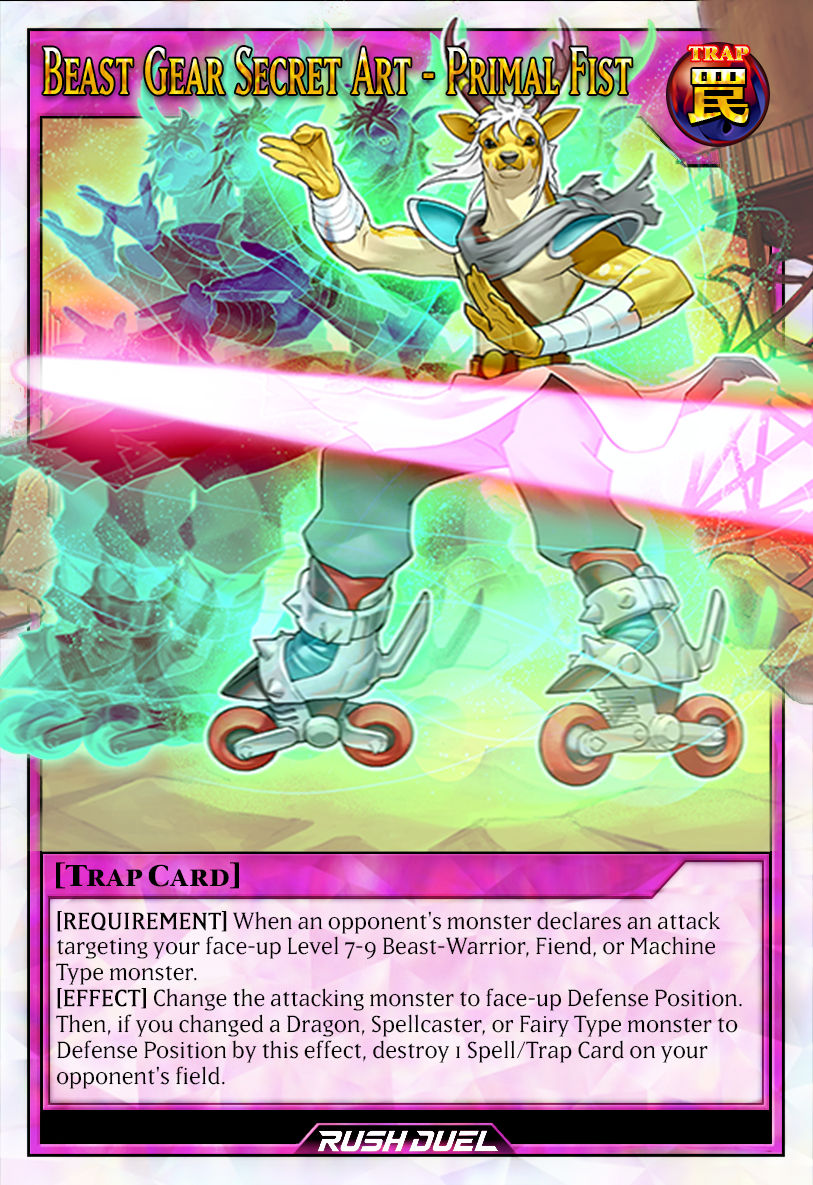 Beast Gear Secret Art - Primal Fist
TRAP
罠
[Trap Card]
[REQUIREMENT] When an opponent's monster declares an attack
targeting your face-up Level 7-9 Beast-Warrior, Fiend, or Machine
Type monster.
[EFFECT] Change the attacking monster to face-up Defense Position.
Then, if you changed a Dragon, Spellcaster, or Fairy Type monster to
Defense Position by this effect, destroy 1 Spell/Trap Card on your
opponent's field.
RUSH DUEL